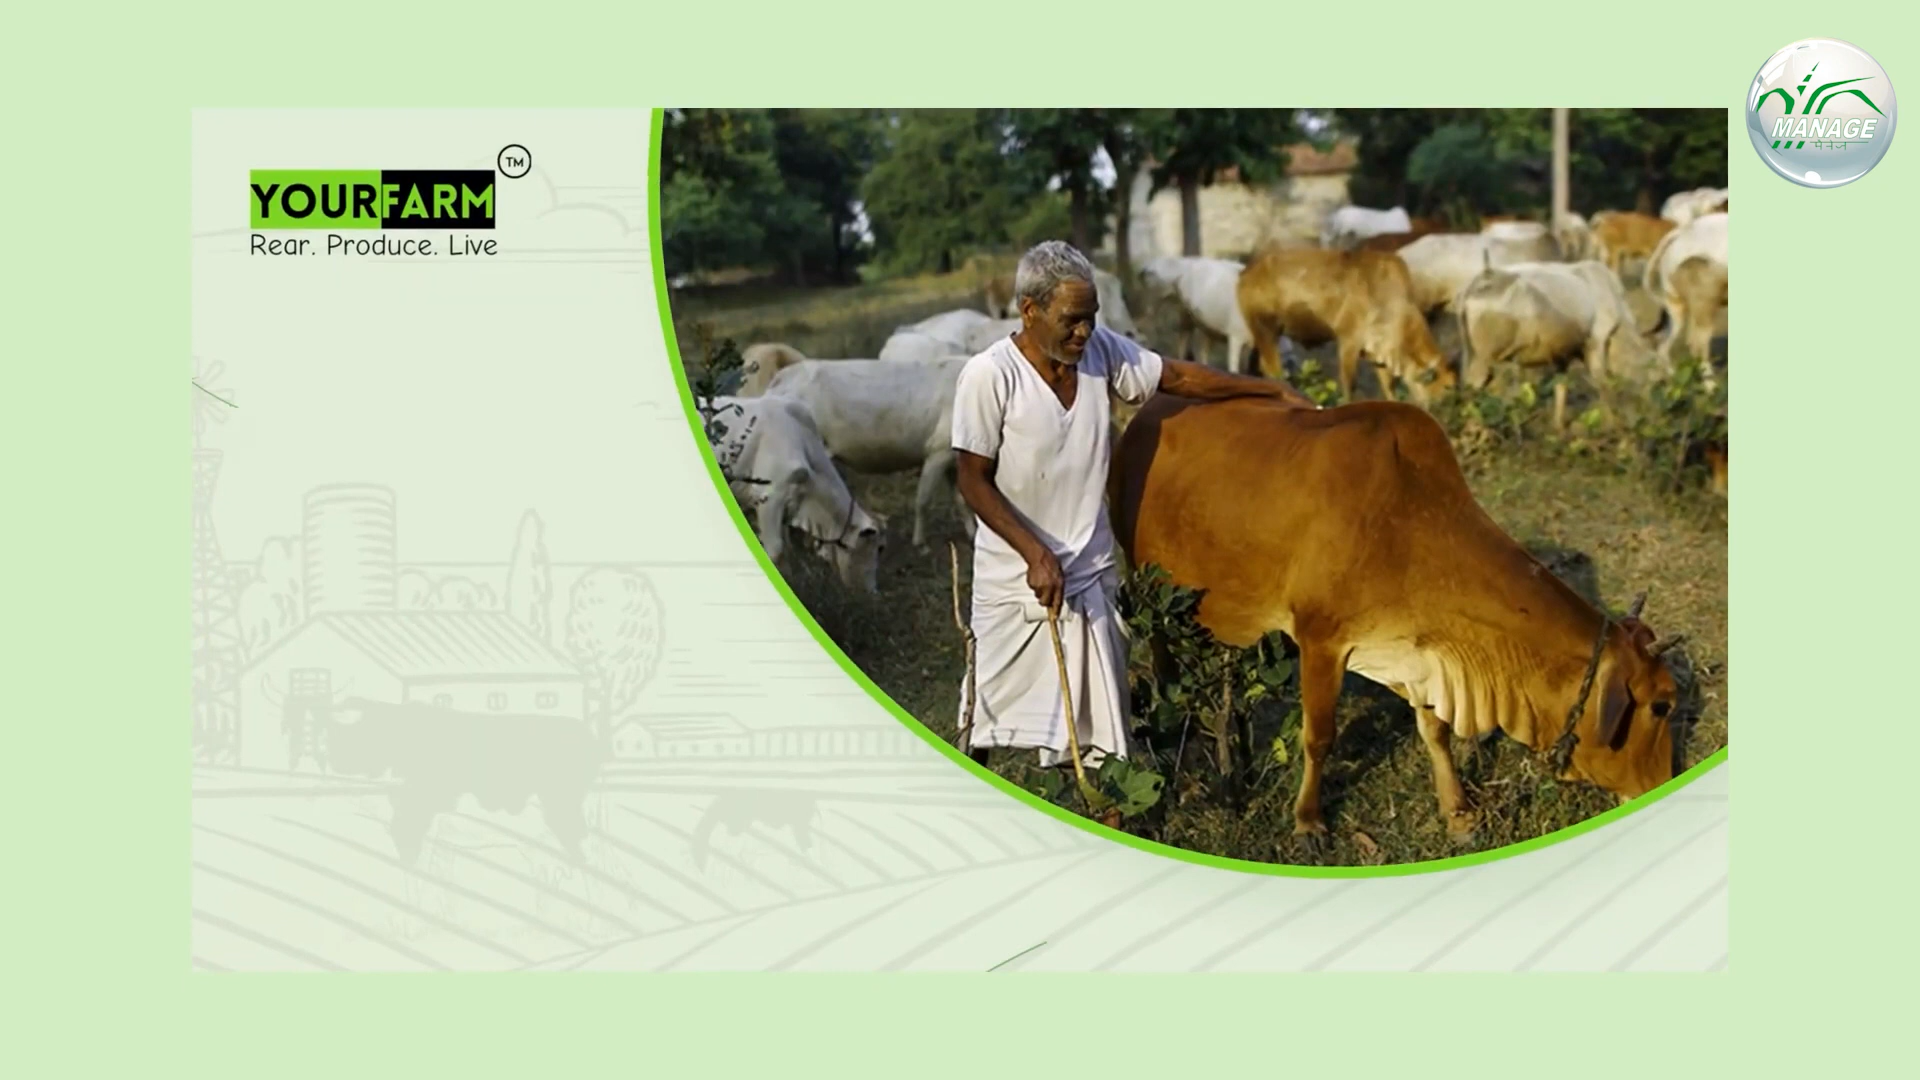 YOURFARM
TM
Rear. Produce. Live
MANAGE
मैनेज